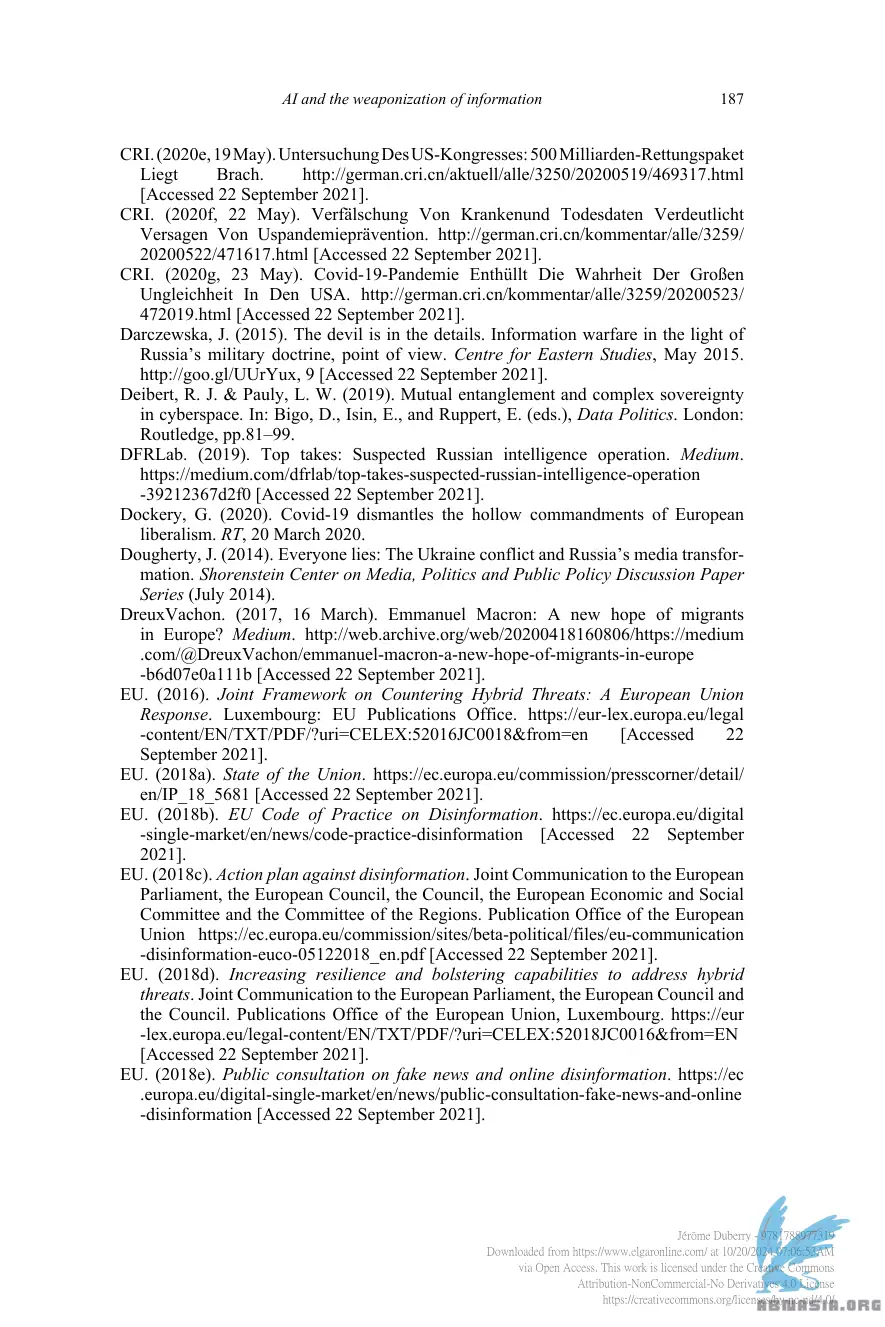 AI and the weaponization of information 187
CRI. (2020e, 19 May). Untersuchung Des US-Kongresses: 500 Milliarden-Rettungspaket
Liegt Brach. http://german.cri.cn/aktuell/alle/3250/20200519/469317.html
[Accessed 22 September 2021].
CRI. (2020f, 22 May). Verfälschung Von Krankenund Todesdaten Verdeutlicht
Versagen Von Uspandemieprävention. http://german.cri.cn/kommentar/alle/3259/
20200522/471617.html [Accessed 22 September 2021].
CRI. (2020g, 23 May). Covid-19-Pandemie Enthüllt Die Wahrheit Der Großen
Ungleichheit In Den USA. http://german.cri.cn/kommentar/alle/3259/20200523/
472019.html [Accessed 22 September 2021].
Darczewska, J. (2015). The devil is in the details. Information warfare in the light of
Russia's military doctrine, point of view. Centre for Eastern Studies, May 2015.
http://goo.gl/UUrYux, 9 [Accessed 22 September 2021].
Deibert, R. J. & Pauly, L. W. (2019). Mutual entanglement and complex sovereignty
in cyberspace. In: Bigo, D., Isin, E., and Ruppert, E. (eds.), Data Politics. London:
Routledge, pp.81–99.
DFRLab. (2019). Top takes: Suspected Russian intelligence operation. Medium.
https://medium.com/dfrlab/top-takes-suspected-russian-intelligence-operation
-39212367d2f0 [Accessed 22 September 2021].
Dockery, G. (2020). Covid-19 dismantles the hollow commandments of European
liberalism. RT, 20 March 2020.
Dougherty, J. (2014). Everyone lies: The Ukraine conflict and Russia's media transfor-
mation. Shorenstein Center on Media, Politics and Public Policy Discussion Paper
Series (July 2014).
DreuxVachon. (2017, 16 March). Emmanuel Macron: A new hope of migrants
in Europe? Medium. http://web.archive.org/web/20200418160806/https://medium
.com/@DreuxVachon/emmanuel-macron-a-new-hope-of-migrants-in-europe
-b6d07e0a111b [Accessed 22 September 2021].
EU. (2016). Joint Framework on Countering Hybrid Threats: A European Union
Response. Luxembourg: EU Publications Office. https://eur-lex.europa.eu/legal
-content/EN/TXT/PDF/?uri=CELEX:52016JC0018&from=en [Accessed 22
September 2021].
EU. (2018a). State of the Union. https://ec.europa.eu/commission/presscorner/detail/
en/IP_18_5681 [Accessed 22 September 2021].
EU. (2018b). EU Code of Practice on Disinformation. https://ec.europa.eu/digital
-single-market/en/news/code-practice-disinformation [Accessed 22 September
2021].
EU. (2018c). Action plan against disinformation. Joint Communication to the European
Parliament, the European Council, the Council, the European Economic and Social
Committee and the Committee of the Regions. Publication Office of the European
Union https://ec.europa.eu/commission/sites/beta-political/files/eu-communication
-disinformation-euco-05122018_en.pdf [Accessed 22 September 2021].
EU. (2018d). Increasing resilience and bolstering capabilities to address hybrid
threats. Joint Communication to the European Parliament, the European Council and
the Council. Publications Office of the European Union, Luxembourg. https://eur
-lex.europa.eu/legal-content/EN/TXT/PDF/?uri=CELEX:52018JC0016&from=EN
[Accessed 22 September 2021].
EU. (2018e). Public consultation on fake news and online disinformation. https://ec
.europa.eu/digital-single-market/en/news/public-consultation-fake-news-and-online
-disinformation [Accessed 22 September 2021].
Jérôme Duberry - 9781788977319
Downloaded from https://www.elgaronline.com/ at 10/20/2024 07:06:53AM
via Open Access. This work is licensed under the Creative Commons
Attribution-NonCommercial-No Derivatives 4.0 License
https://creativecommons.org/licenses/by-nc-nd/4.0/
ABTWASIA.ORG